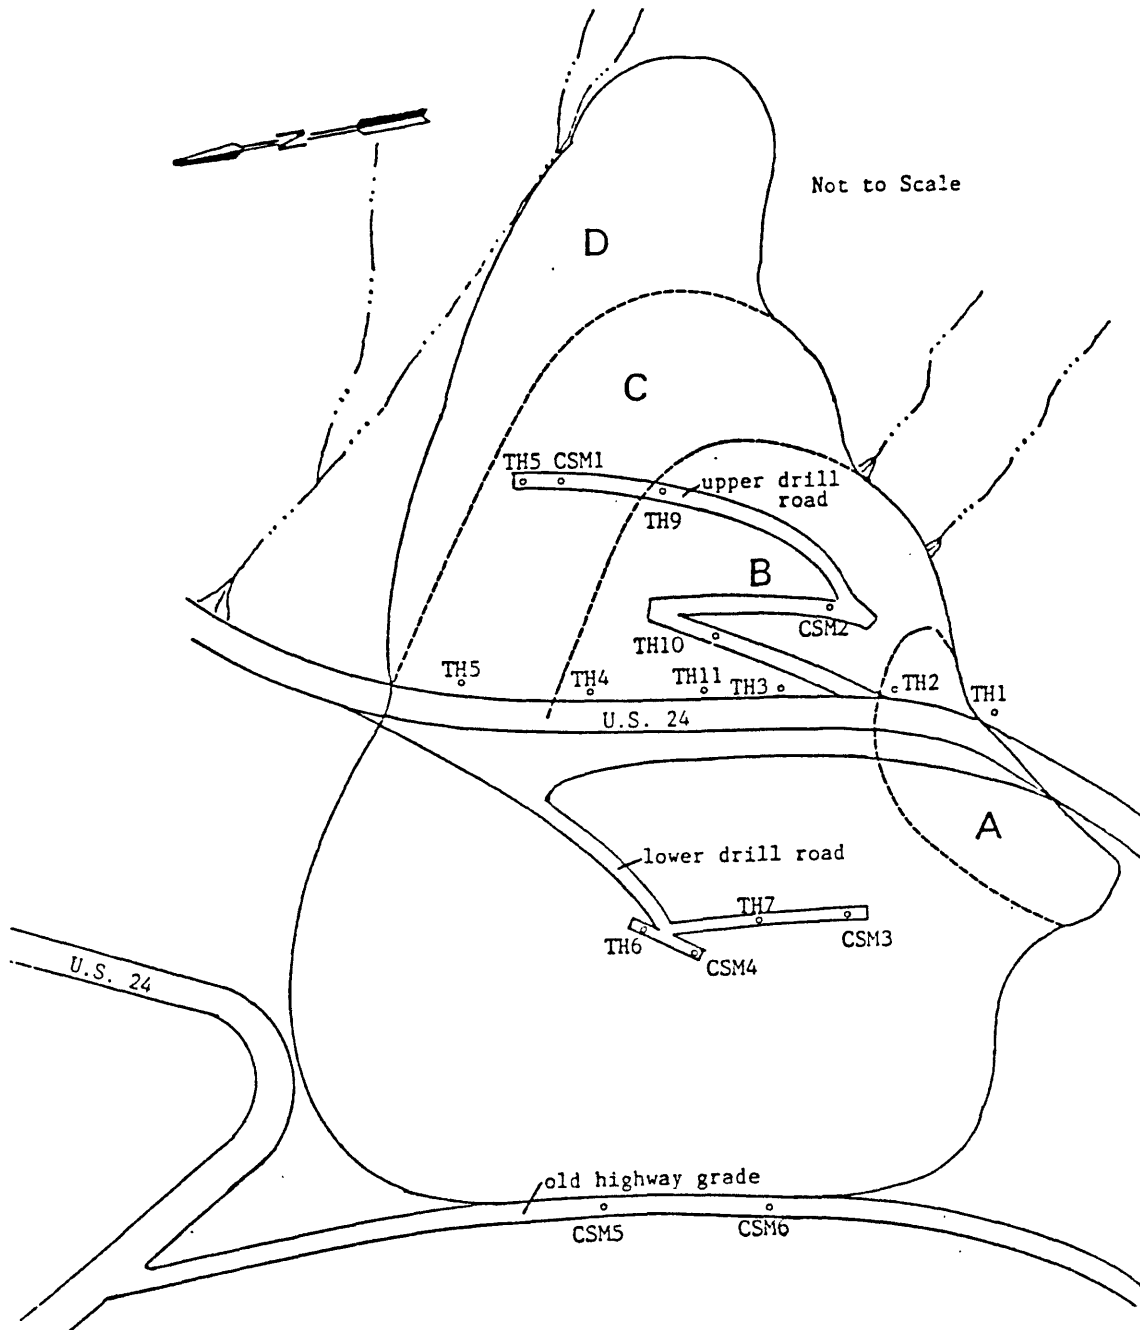 N
Not to Scale
D
C
TH5 CSM1
upper drill
road
TH9
B
CSM2
TH10
TH5
TH4
TH11
TH3
TH2
TH1
U.S. 24
A
lower drill road
TH7
TH6
CSM3
CSM4
U.S. 24
old highway grade
CSM5
CSM6